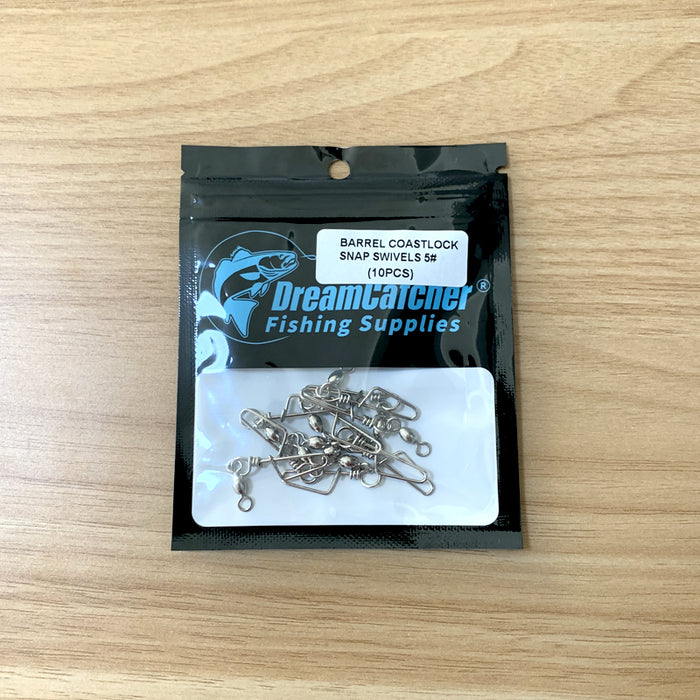 BARREL COASTLOCK
SNAP SWIVELS 5#
(10PCS)
DreamCatcher®
Fishing Supplies